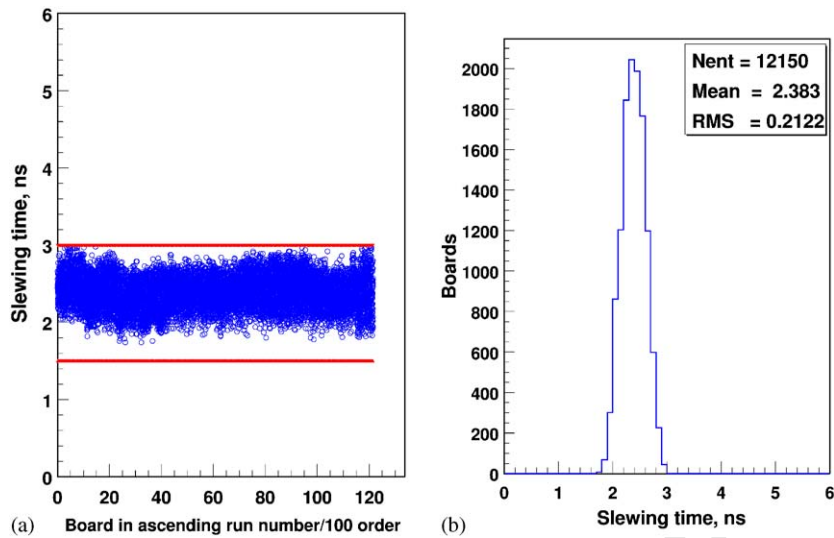 6
5
4
3
2
1
0
Slewing time, ns
0 20 40 60 80 100 120
(a) Board in ascending run number/100 order
2000
1800
1600
1400
1200
1000
800
600
400
200
0
Boards
Nent = 12150
Mean = 2.383
RMS = 0.2122
0 1 2 3 4 5 6
(b) Slewing time, ns